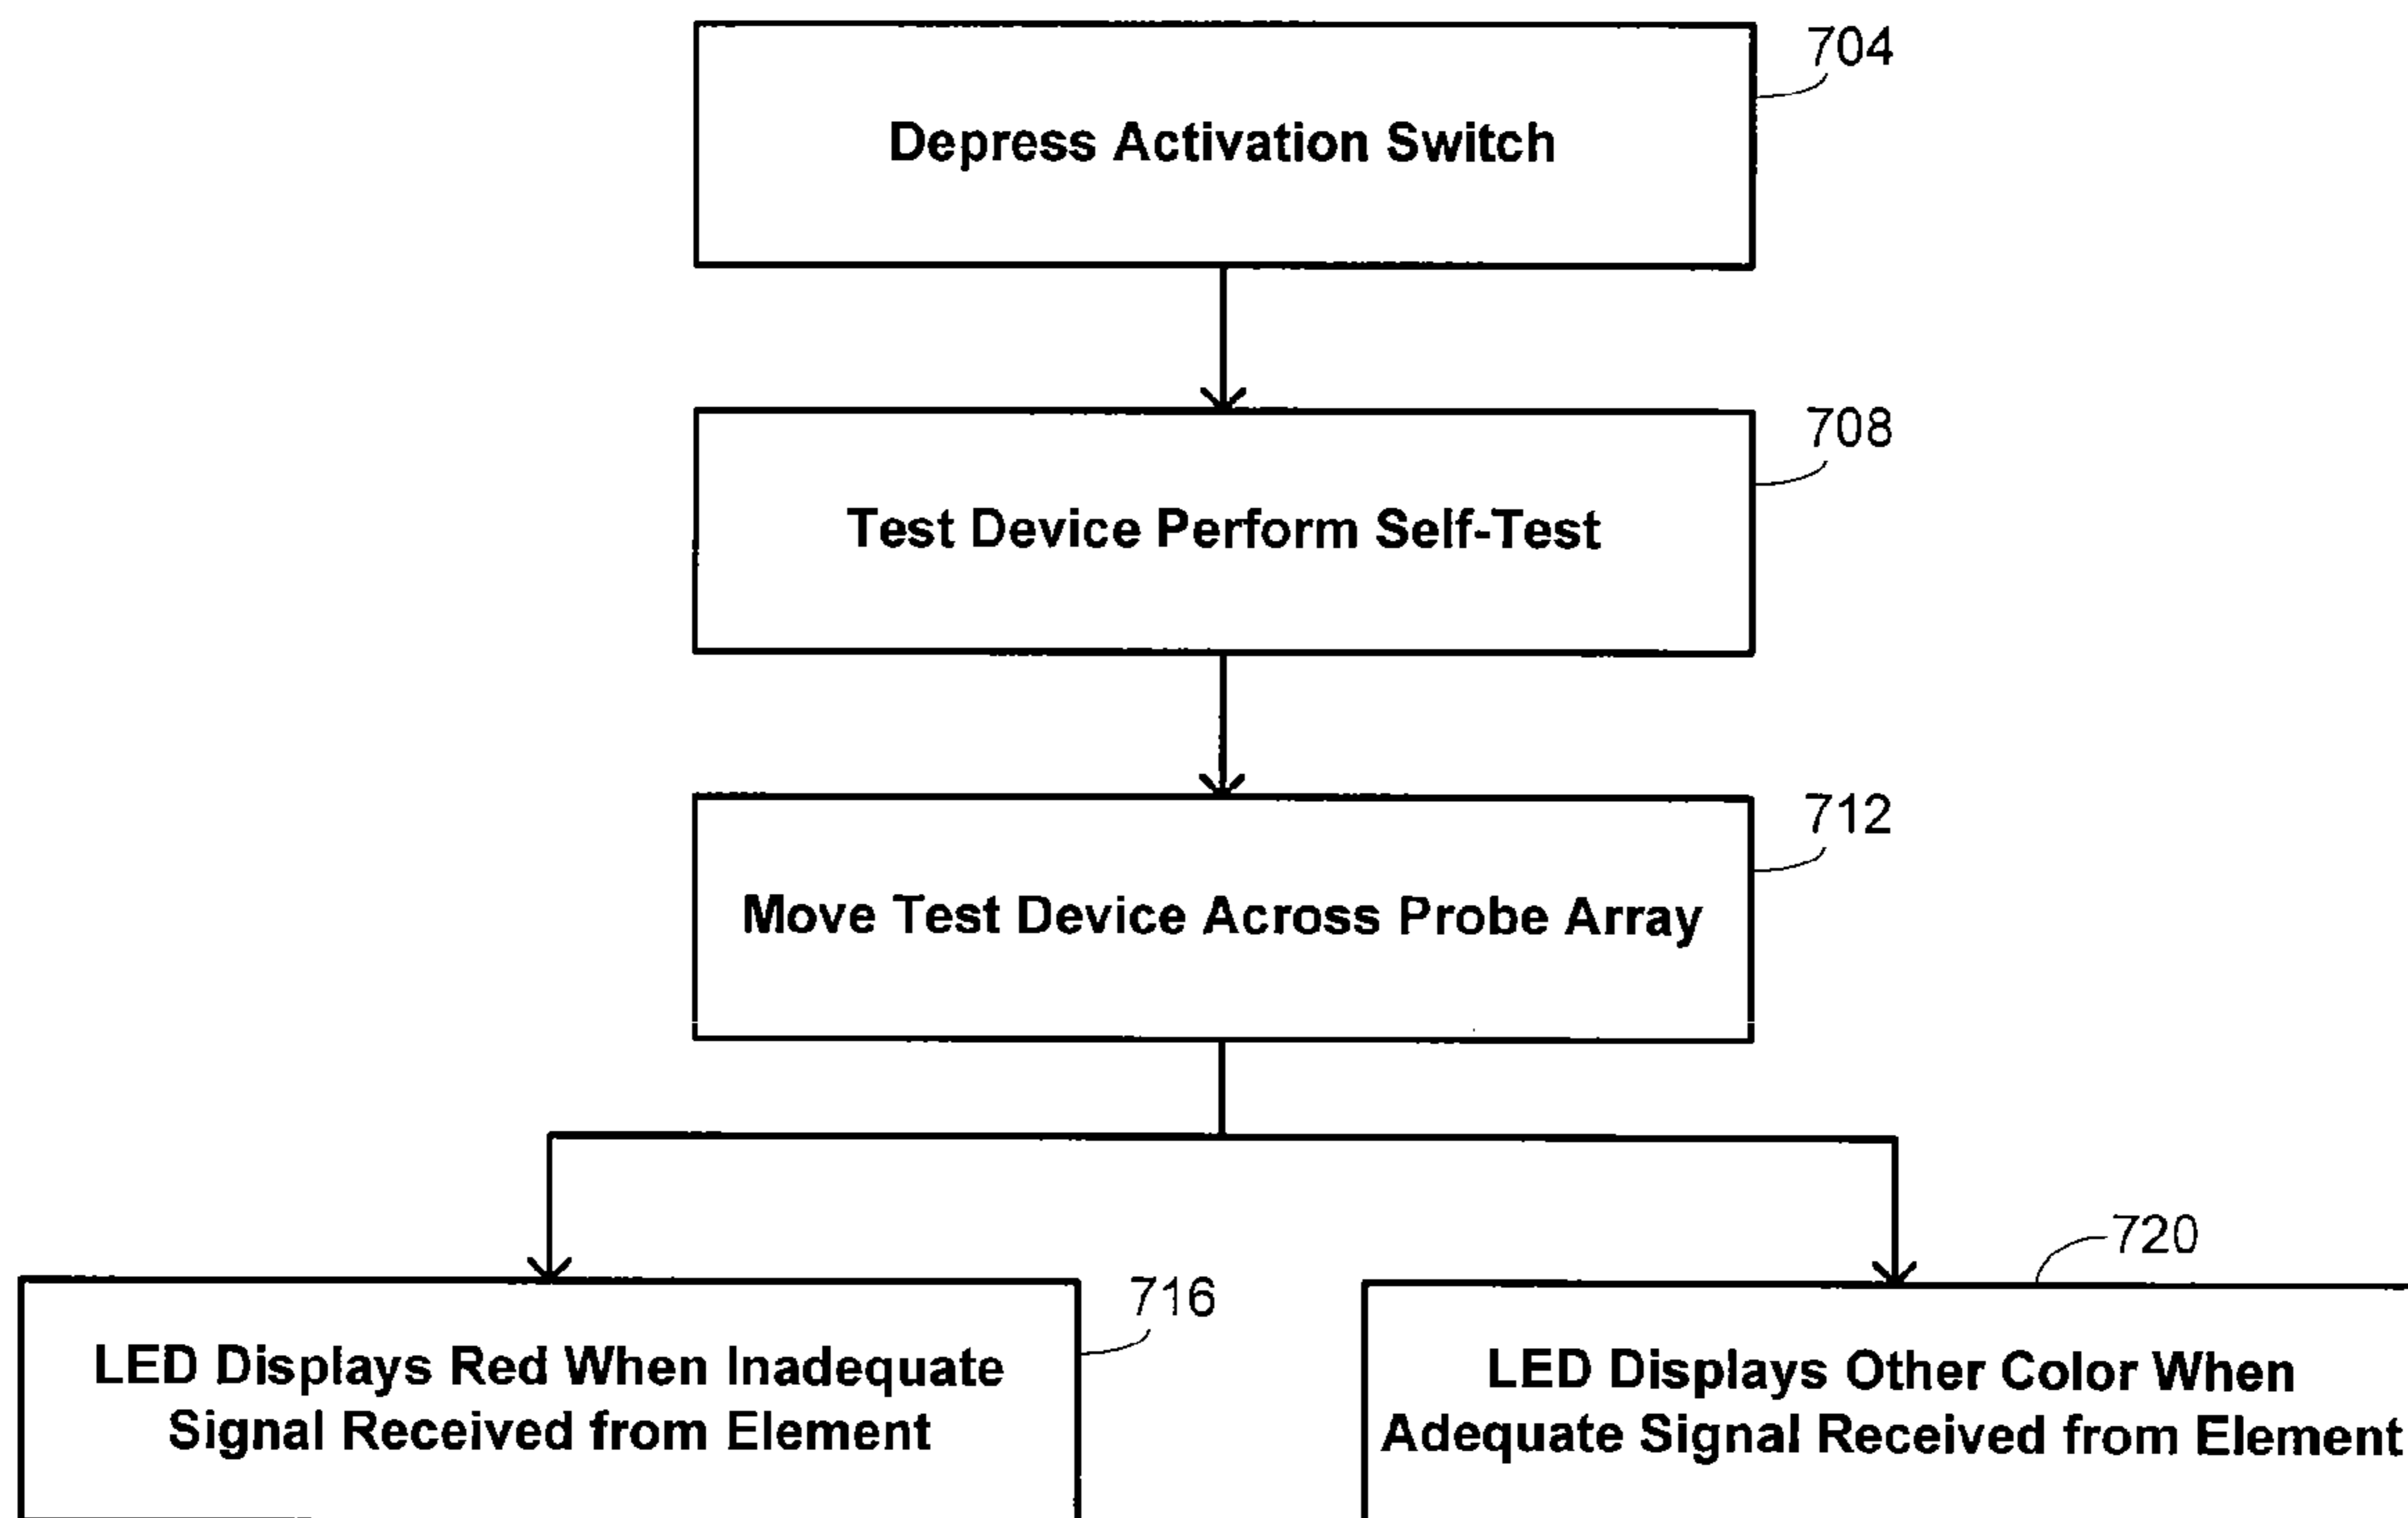 704
Depress Activation Switch
708
Test Device Perform Self-Test
712
Move Test Device Across Probe Array
716
LED Displays Red When Inadequate
Signal Received from Element
720
LED Displays Other Color When
Adequate Signal Received from Element